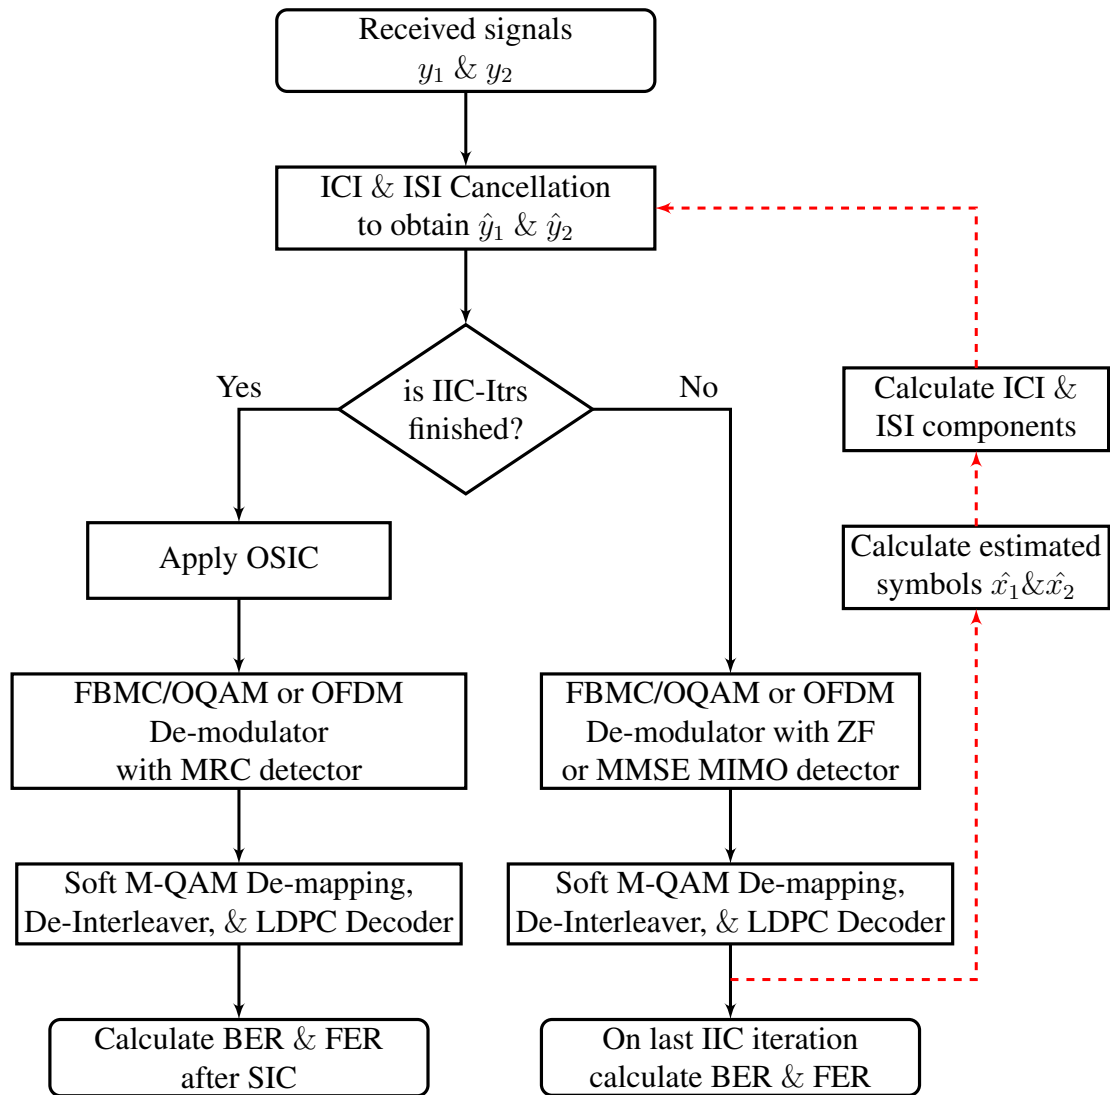 Received signals
y₁ & y₂
ICI & ISI Cancellation
to obtain ŷ₁ & ŷ₂
is IIC-Itrs
finished?
Yes
No
Calculate ICI &
ISI components
Calculate estimated
symbols x̂₁&x̂₂
Apply OSIC
FBMC/OQAM or OFDM
De-modulator
with MRC detector
FBMC/OQAM or OFDM
De-modulator with ZF
or MMSE MIMO detector
Soft M-QAM De-mapping,
De-Interleaver, & LDPC Decoder
Soft M-QAM De-mapping,
De-Interleaver, & LDPC Decoder
Calculate BER & FER
after SIC
On last IIC iteration
calculate BER & FER